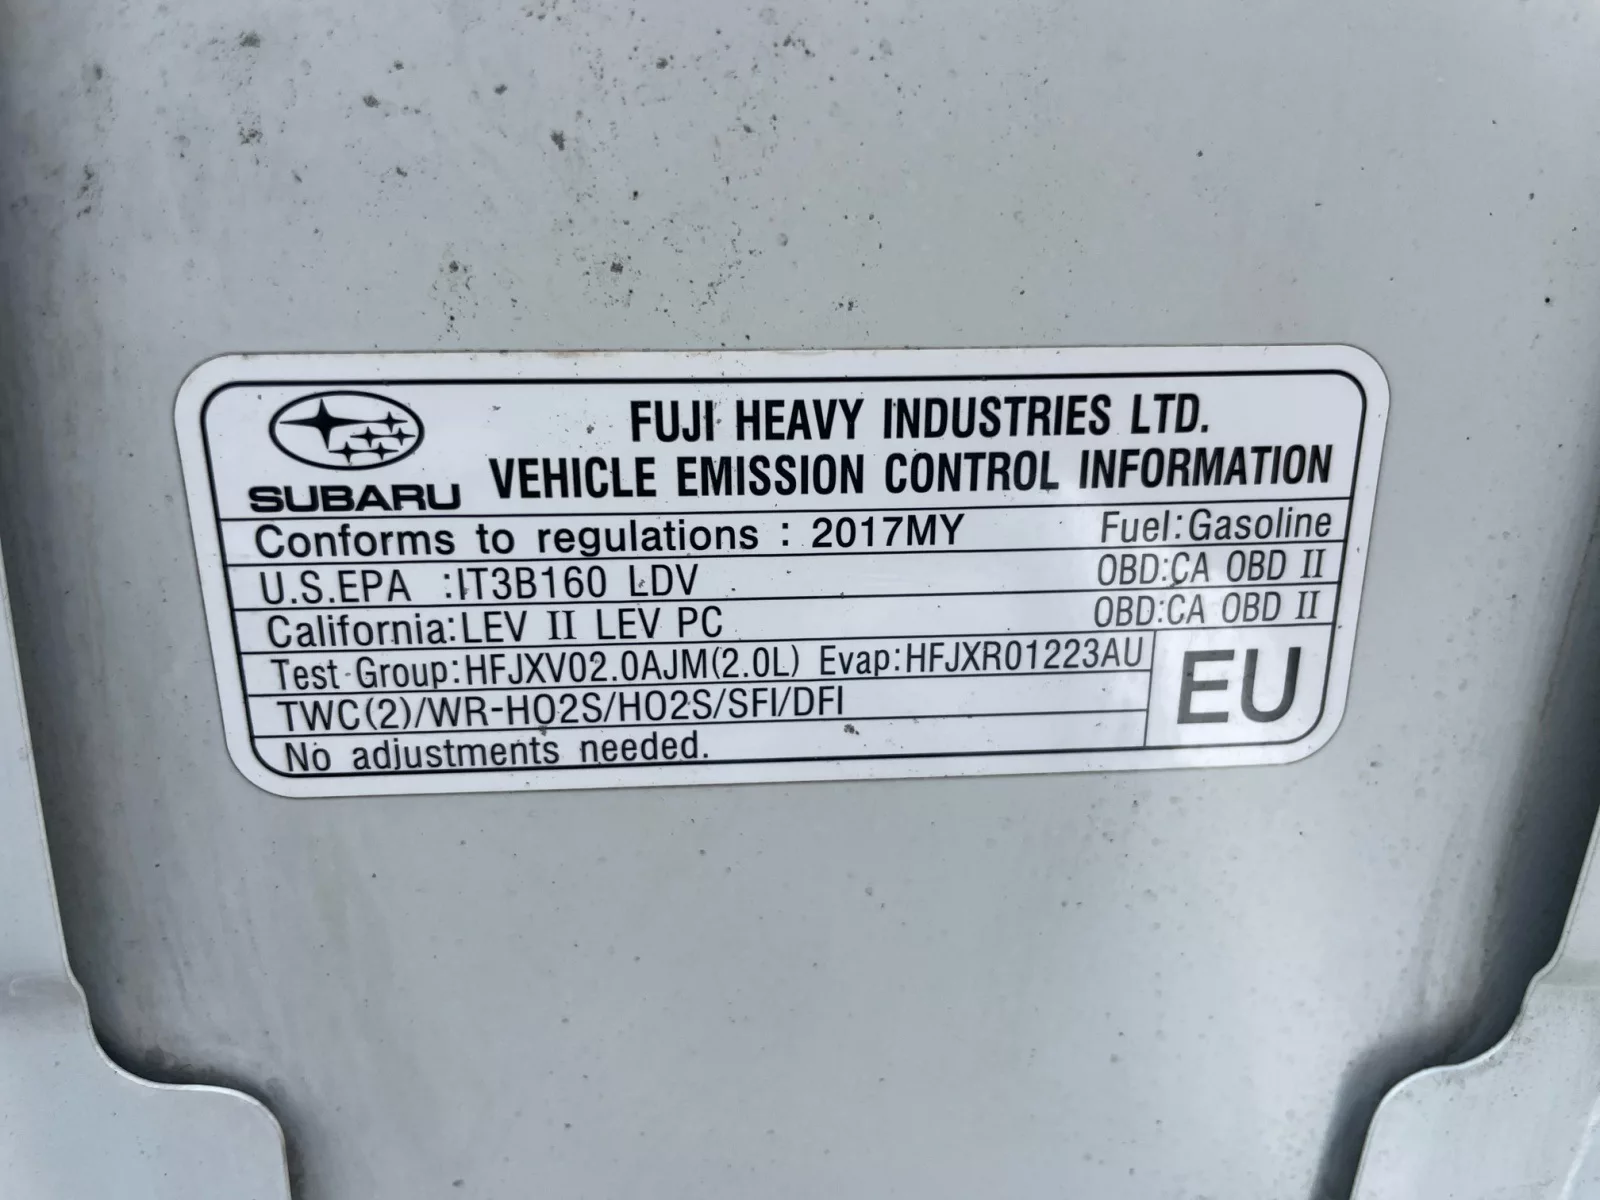 FUJI HEAVY INDUSTRIES LTD.
SUBARU VEHICLE EMISSION CONTROL INFORMATION
Conforms to regulations : 2017MY Fuel:Gasoline
U.S.EPA :IT3B160 LDV OBD:CA OBD II
California:LEV II LEV PC OBD:CA OBD II
Test Group:HFJXV02.0AJM(2.0L) Evap:HFJXR01223AU
EU
TWC(2)/WR-HO2S/HO2S/SFI/DFI
No adjustments needed.